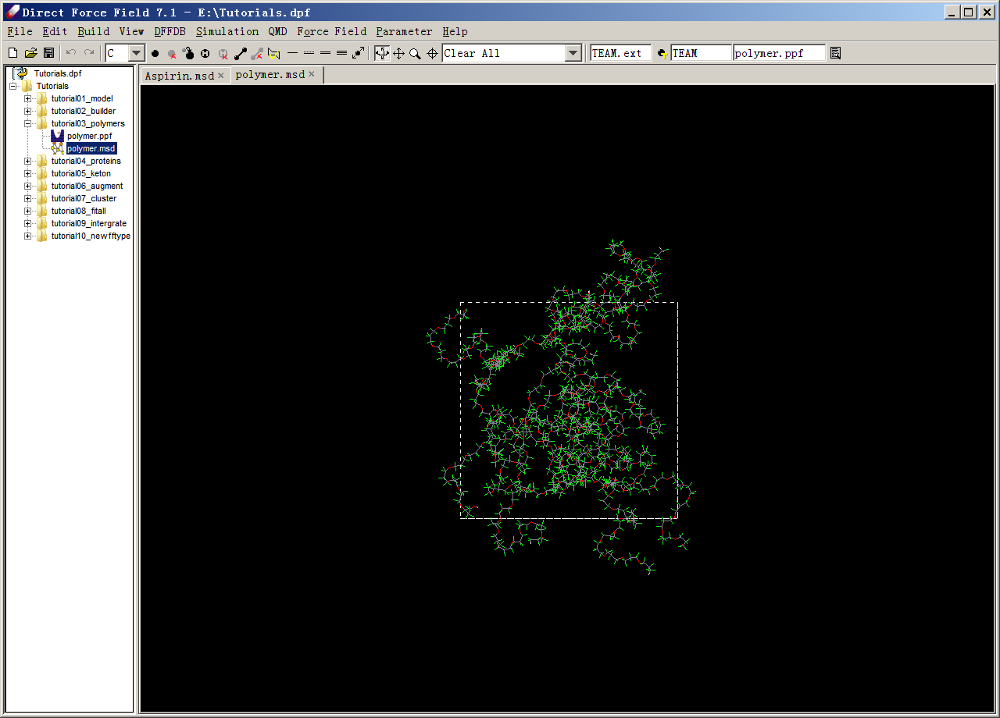 Direct Force Field 7.1 - E:\Tutorials.dpf
File Edit Build View DFFDB Simulation QMD Force Field Parameter Help
C Clear All TEAM.ext TEAM polymer.ppf
Tutorials.dpf
Tutorials
tutorial01_model
tutorial02_builder
tutorial03_polymers
polymer.ppf
polymer.msd
tutorial04_proteins
tutorial05_keton
tutorial06_augment
tutorial07_cluster
tutorial08_fitall
tutorial09_intergrate
tutorial10_newfftype
Aspirin.msd polymer.msd